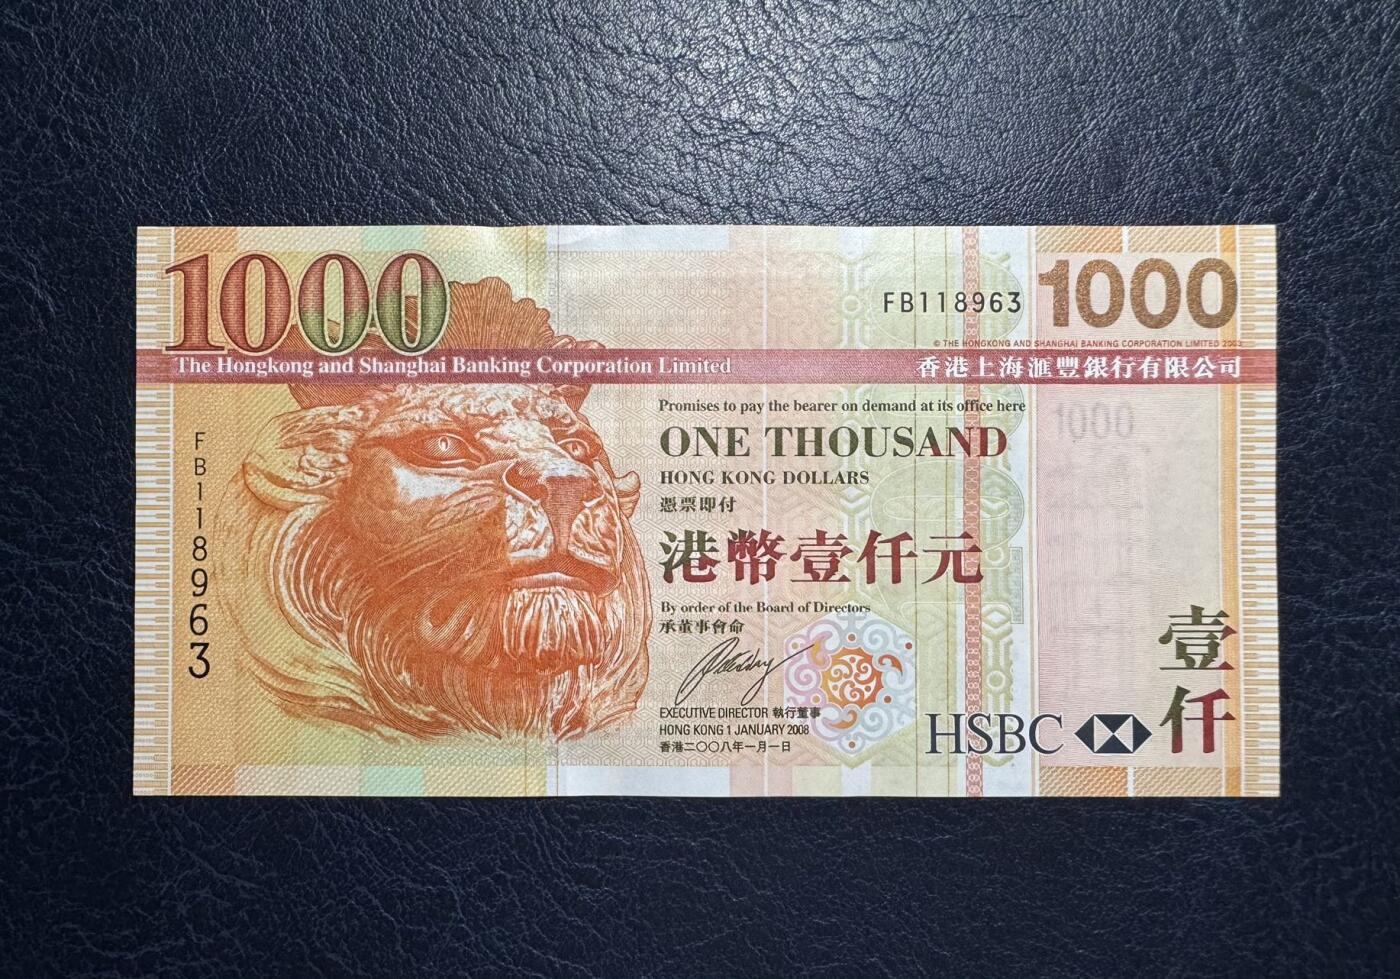 1000
FB118963
1000
© THE HONGKONG AND SHANGHAI BANKING CORPORATION LIMITED 2003
The Hongkong and Shanghai Banking Corporation Limited
香港上海滙豐銀行有限公司
Promises to pay the bearer on demand at its office here
1000
ONE THOUSAND
HONG KONG DOLLARS
憑票即付
港幣壹仟元
By order of the Board of Directors
承董事會命
EXECUTIVE DIRECTOR 執行董事
HONG KONG 1 JANUARY 2008
香港二〇〇八年一月一日
FB118963
HSBC
壹仟